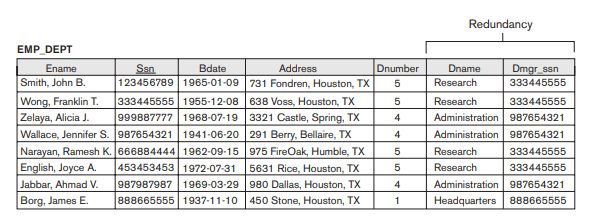 Redundancy
EMP_DEPT
Ename Ssn Bdate Address Dnumber Dname Dmgr_ssn
Smith, John B. 123456789 1965-01-09 731 Fondren, Houston, TX 5 Research 333445555
Wong, Franklin T. 333445555 1955-12-08 638 Voss, Houston, TX 5 Research 333445555
Zelaya, Alicia J. 999887777 1968-07-19 3321 Castle, Spring, TX 4 Administration 987654321
Wallace, Jennifer S. 987654321 1941-06-20 291 Berry, Bellaire, TX 4 Administration 987654321
Narayan, Ramesh K. 666884444 1962-09-15 975 FireOak, Humble, TX 5 Research 333445555
English, Joyce A. 453453453 1972-07-31 5631 Rice, Houston, TX 5 Research 333445555
Jabbar, Ahmad V. 987987987 1969-03-29 980 Dallas, Houston, TX 4 Administration 987654321
Borg, James E. 888665555 1937-11-10 450 Stone, Houston, TX 1 Headquarters 888665555